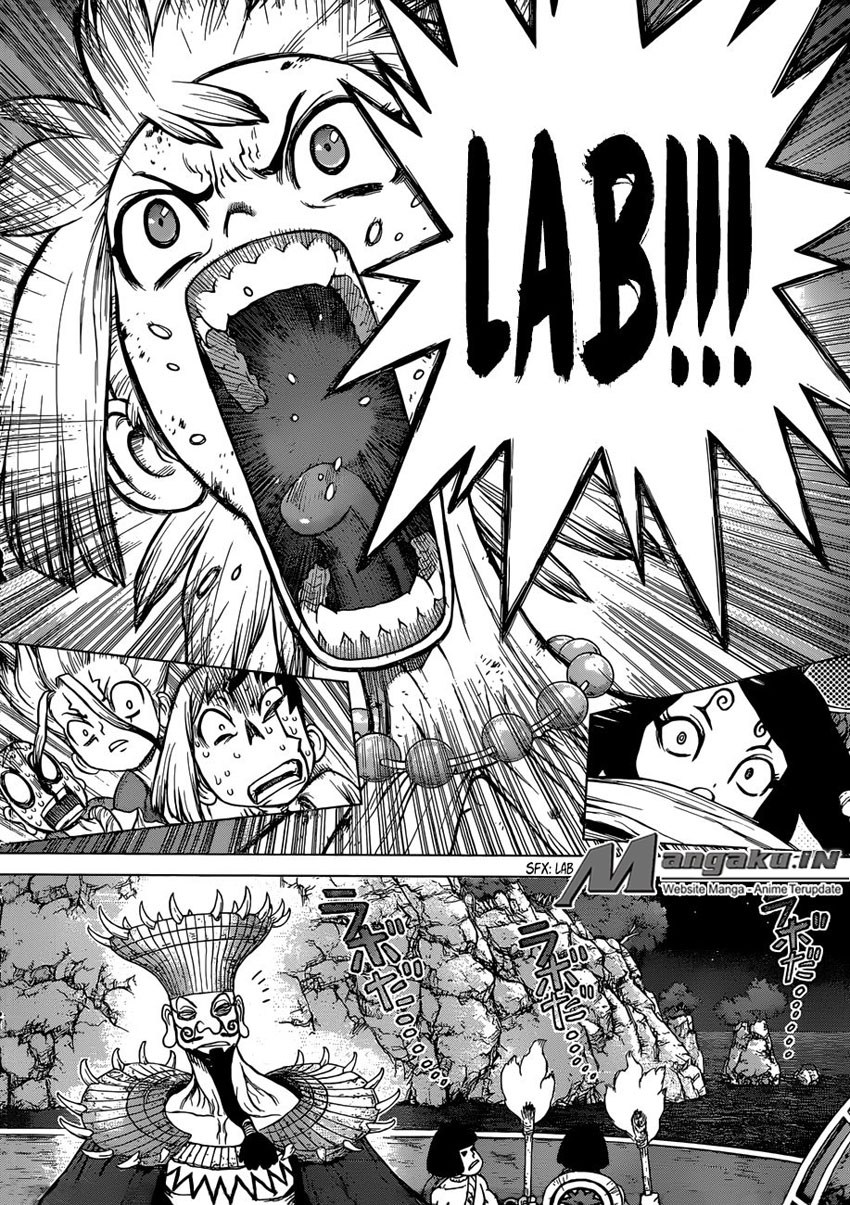 LAB!!!
SFX: LAB
Mangaku.IN
Website Manga - Anime Terupdate
ラボだ……
ラボだ……
ラボだ……